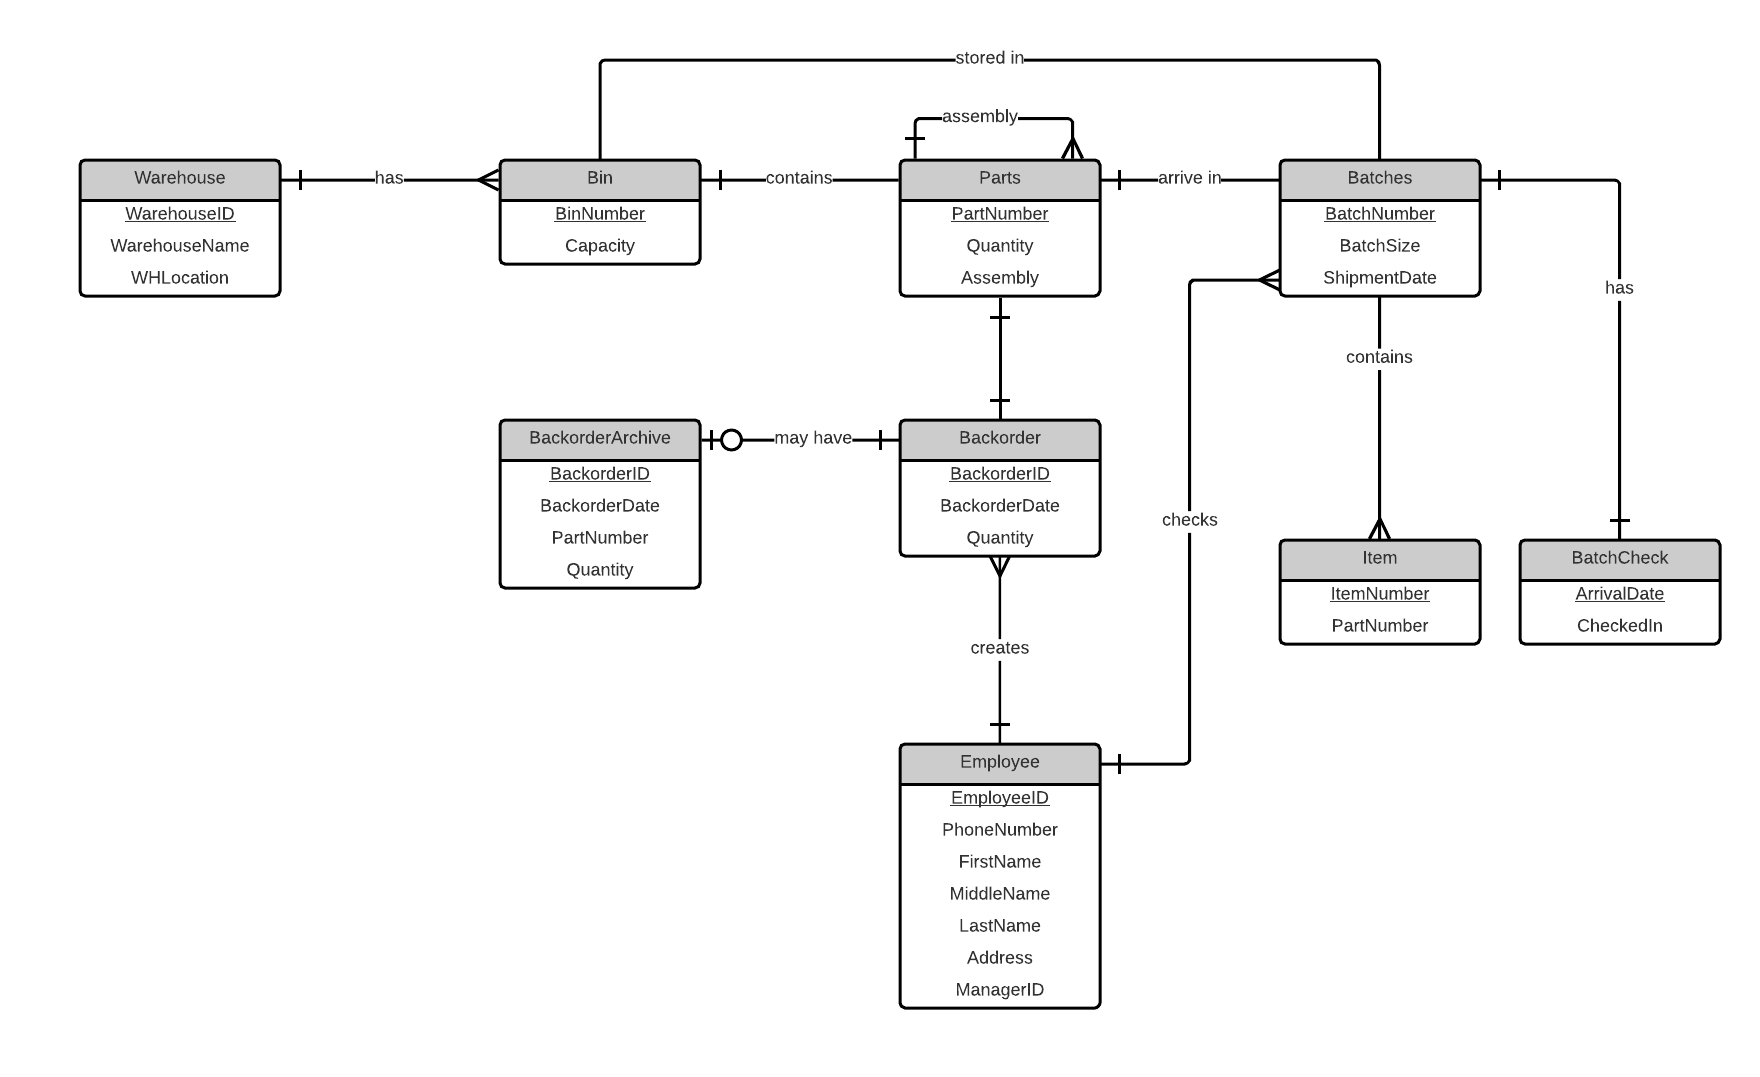 stored in
assembly
Warehouse
WarehouseID
WarehouseName
WHLocation
has
Bin
BinNumber
Capacity
contains
Parts
PartNumber
Quantity
Assembly
arrive in
Batches
BatchNumber
BatchSize
ShipmentDate
has
contains
BackorderArchive
BackorderID
BackorderDate
PartNumber
Quantity
may have
Backorder
BackorderID
BackorderDate
Quantity
checks
Item
ItemNumber
PartNumber
BatchCheck
ArrivalDate
CheckedIn
creates
Employee
EmployeeID
PhoneNumber
FirstName
MiddleName
LastName
Address
ManagerID